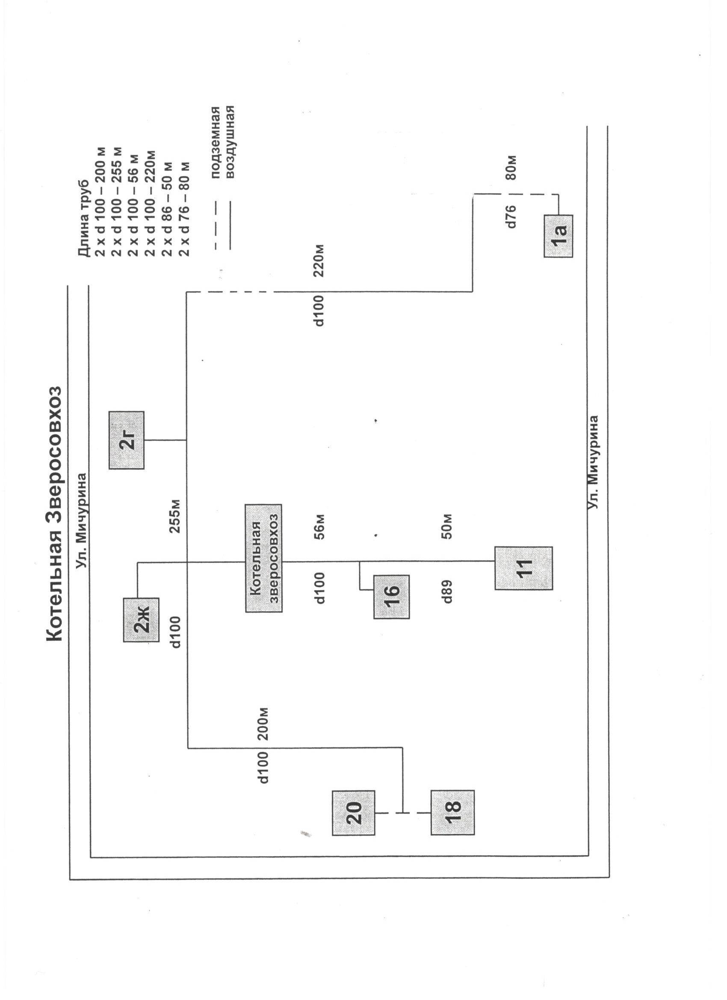 Котельная Зверосовхоз
Ул. Мичурина
Длина труб
2 х d 100 – 200 м
2 х d 100 – 255 м
2 х d 100 – 56 м
2 х d 100 – 220м
2 х d 86 – 50 м
2 х d 76 – 80 м
подземная
воздушная
2ж
2г
d100
255м
Котельная
зверосовхоз
d100
200м
d100
56м
d100
220м
20
16
18
d89
50м
11
d76
80м
1а
Ул. Мичурина